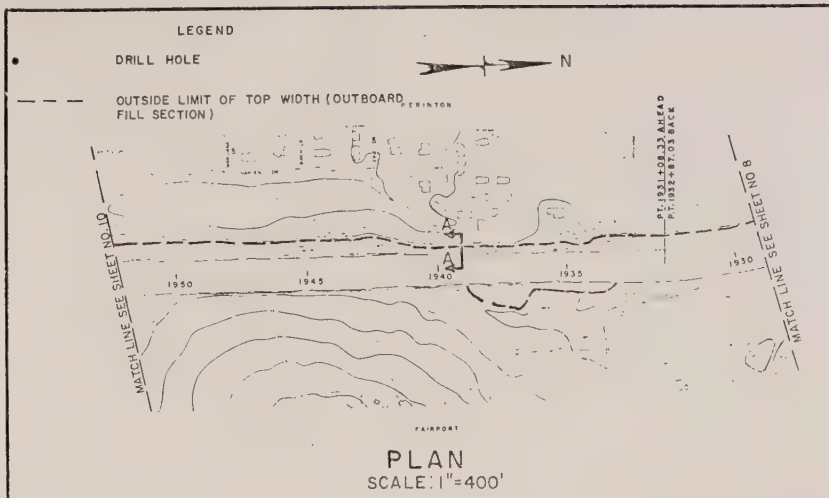 LEGEND
DRILL HOLE
N
OUTSIDE LIMIT OF TOP WIDTH (OUTBOARD
FILL SECTION)
PERINTON
P.T. 1931+08.33 AHEAD
P.T. 1932+87.03 BACK
MATCH LINE SEE SHEET NO. 10
MATCH LINE SEE SHEET NO 8
A
A
1950
1945
1940
1935
1930
FAIRPORT
PLAN
SCALE: 1"=400'